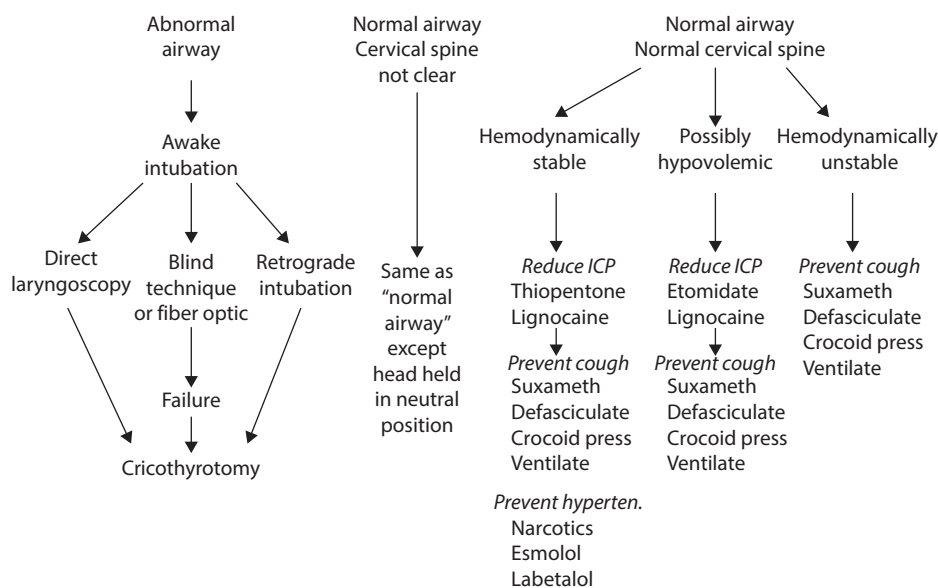 Abnormal
airway
Awake
intubation
Direct
laryngoscopy
Blind
technique
or fiber optic
Retrograde
intubation
Failure
Cricothyrotomy
Normal airway
Cervical spine
not clear
Same as
“normal
airway”
except
head held
in neutral
position
Normal airway
Normal cervical spine
Hemodynamically
stable
Reduce ICP
Thiopentone
Lignocaine
Prevent cough
Suxameth
Defasciculate
Crocoid press
Ventilate
Prevent hyperten.
Narcotics
Esmolol
Labetalol
Possibly
hypovolemic
Reduce ICP
Etomidate
Lignocaine
Prevent cough
Suxameth
Defasciculate
Crocoid press
Ventilate
Hemodynamically
unstable
Prevent cough
Suxameth
Defasciculate
Crocoid press
Ventilate